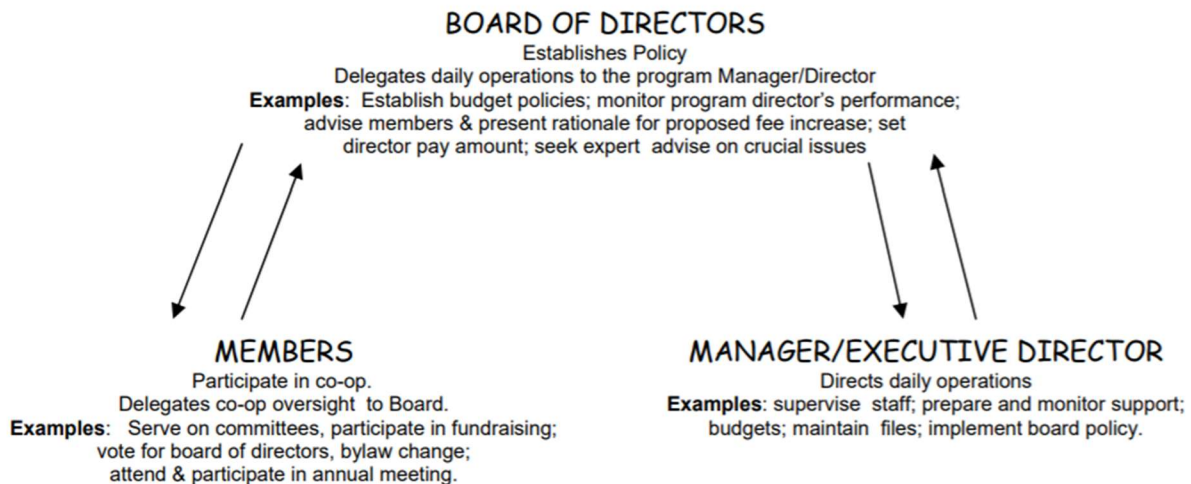 BOARD OF DIRECTORS
Establishes Policy
Delegates daily operations to the program Manager/Director
Examples: Establish budget policies; monitor program director's performance;
advise members & present rationale for proposed fee increase; set
director pay amount; seek expert advise on crucial issues
MEMBERS
Participate in co-op.
Delegates co-op oversight to Board.
Examples: Serve on committees, participate in fundraising;
vote for board of directors, bylaw change;
attend & participate in annual meeting.
MANAGER/EXECUTIVE DIRECTOR
Directs daily operations
Examples: supervise staff; prepare and monitor support;
budgets; maintain files; implement board policy.